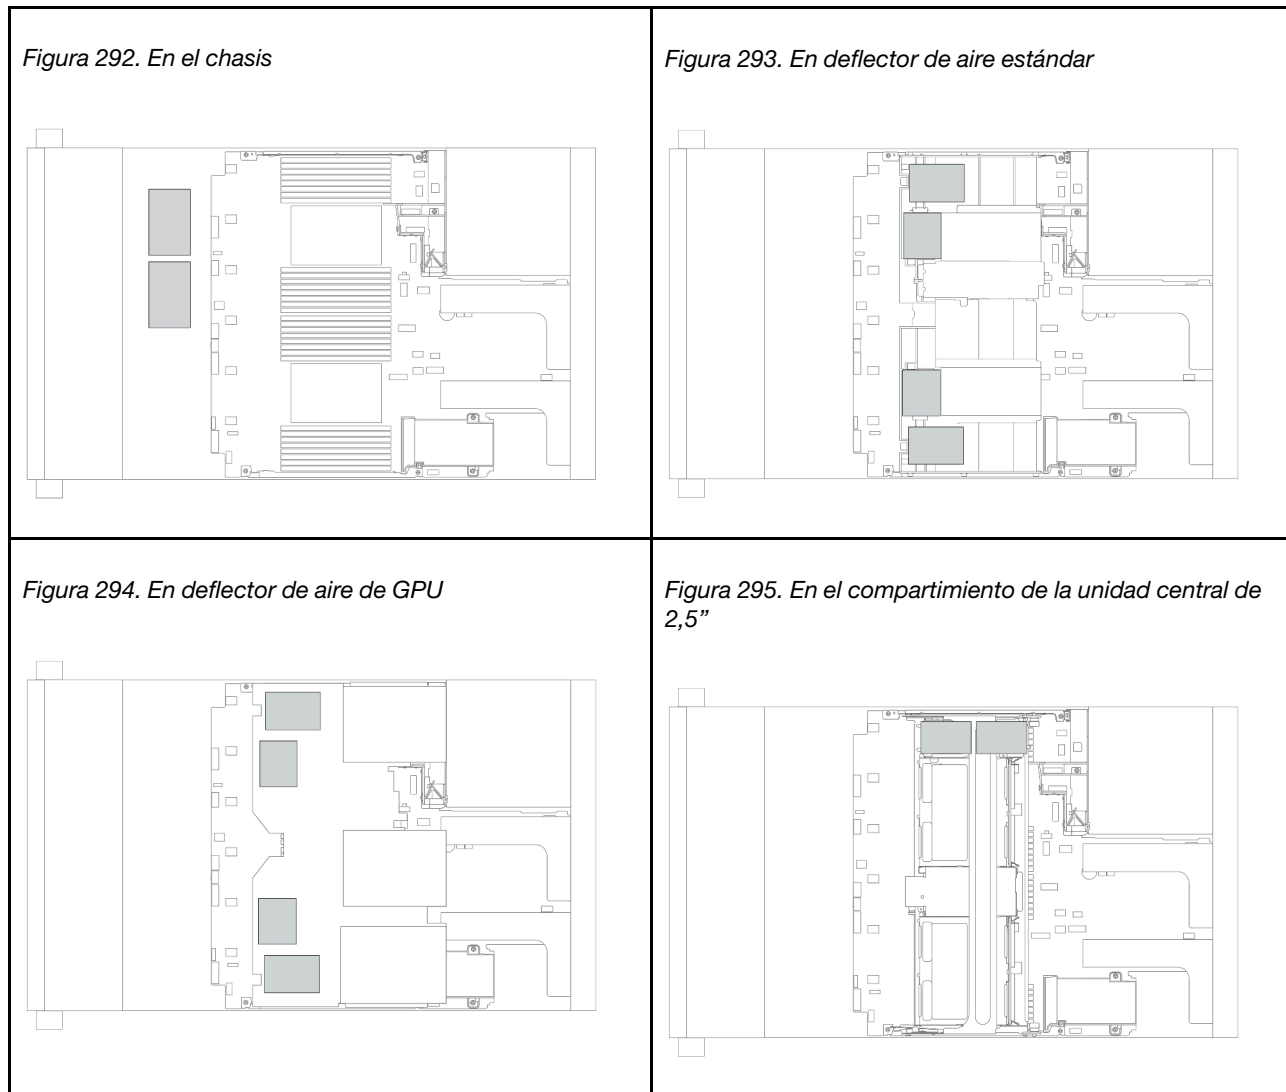 Figura 292. En el chasis
Figura 293. En deflector de aire estándar
Figura 294. En deflector de aire de GPU
Figura 295. En el compartimiento de la unidad central de
2,5”